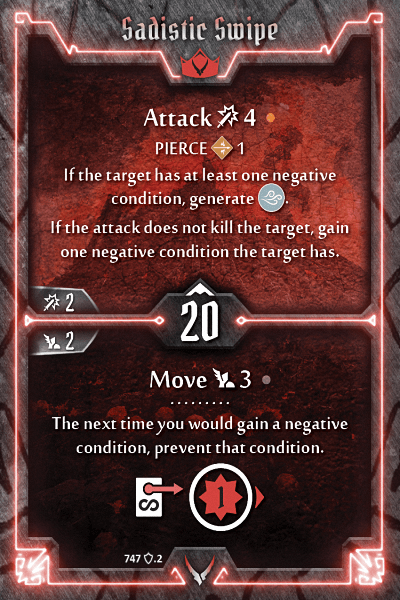 Sadistic Swipe
Attack 4
PIERCE 1
If the target has at least one negative
condition, generate .
If the attack does not kill the target, gain
one negative condition the target has.
2
20
2
Move 3
The next time you would gain a negative
condition, prevent that condition.
1
747 .2